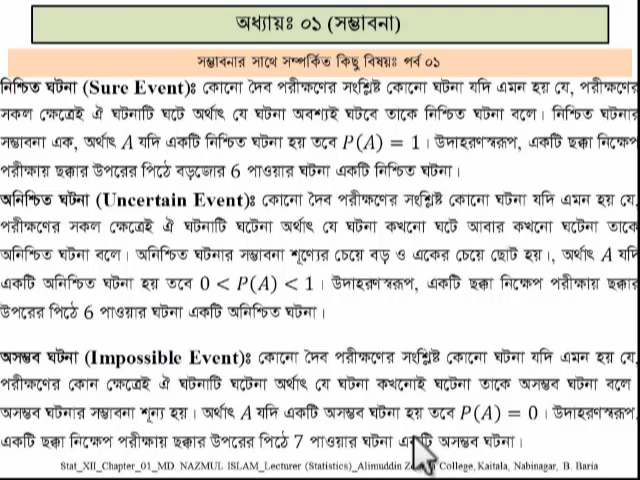 অধ্যায়ঃ ০১ (সম্ভাবনা)
সম্ভাবনার সাথে সম্পর্কিত কিছু বিষয়ঃ পর্ব ০১
নিশ্চিত ঘটনা (Sure Event)ঃ কোনো দৈব পরীক্ষণের সংশ্লিষ্ট কোনো ঘটনা যদি এমন হয় যে, পরীক্ষণের
সকল ক্ষেত্রেই ঐ ঘটনাটি ঘটে অর্থাৎ যে ঘটনা অবশ্যই ঘটবে তাকে নিশ্চিত ঘটনা বলে। নিশ্চিত ঘটনার
সম্ভাবনা এক, অর্থাৎ A যদি একটি নিশ্চিত ঘটনা হয় তবে P(A) = 1। উদাহরণস্বরূপ, একটি ছক্কা নিক্ষেপ
পরীক্ষায় ছক্কার উপরের পিঠে বড়জোর 6 পাওয়ার ঘটনা একটি নিশ্চিত ঘটনা।
অনিশ্চিত ঘটনা (Uncertain Event)ঃ কোনো দৈব পরীক্ষণের সংশ্লিষ্ট কোনো ঘটনা যদি এমন হয় যে,
পরীক্ষণের সকল ক্ষেত্রেই ঐ ঘটনাটি ঘটেনা অর্থাৎ যে ঘটনা কখনো ঘটে আবার কখনো ঘটেনা তাকে
অনিশ্চিত ঘটনা বলে। অনিশ্চিত ঘটনার সম্ভাবনা শূণ্যের চেয়ে বড় ও একের চেয়ে ছোট হয়।, অর্থাৎ A যদি
একটি অনিশ্চিত ঘটনা হয় তবে 0 < P(A) < 1। উদাহরণস্বরূপ, একটি ছক্কা নিক্ষেপ পরীক্ষায় ছক্কার
উপরের পিঠে 6 পাওয়ার ঘটনা একটি অনিশ্চিত ঘটনা।
অসম্ভব ঘটনা (Impossible Event)ঃ কোনো দৈব পরীক্ষণের সংশ্লিষ্ট কোনো ঘটনা যদি এমন হয় যে,
পরীক্ষণের কোন ক্ষেত্রেই ঐ ঘটনাটি ঘটেনা অর্থাৎ যে ঘটনা কখনোই ঘটেনা তাকে অসম্ভব ঘটনা বলে
অসম্ভব ঘটনার সম্ভাবনা শূন্য হয়। অর্থাৎ A যদি একটি অসম্ভব ঘটনা হয় তবে P(A) = 0। উদাহরণস্বরূপ,
একটি ছক্কা নিক্ষেপ পরীক্ষায় ছক্কার উপরের পিঠে 7 পাওয়ার ঘটনা একটি অসম্ভব ঘটনা।
Stat_XII_Chapter_01_MD. NAZMUL ISLAM_Lecturer (Statistics)_Alimuddin College, Kaitala, Nabinagar, B. Baria